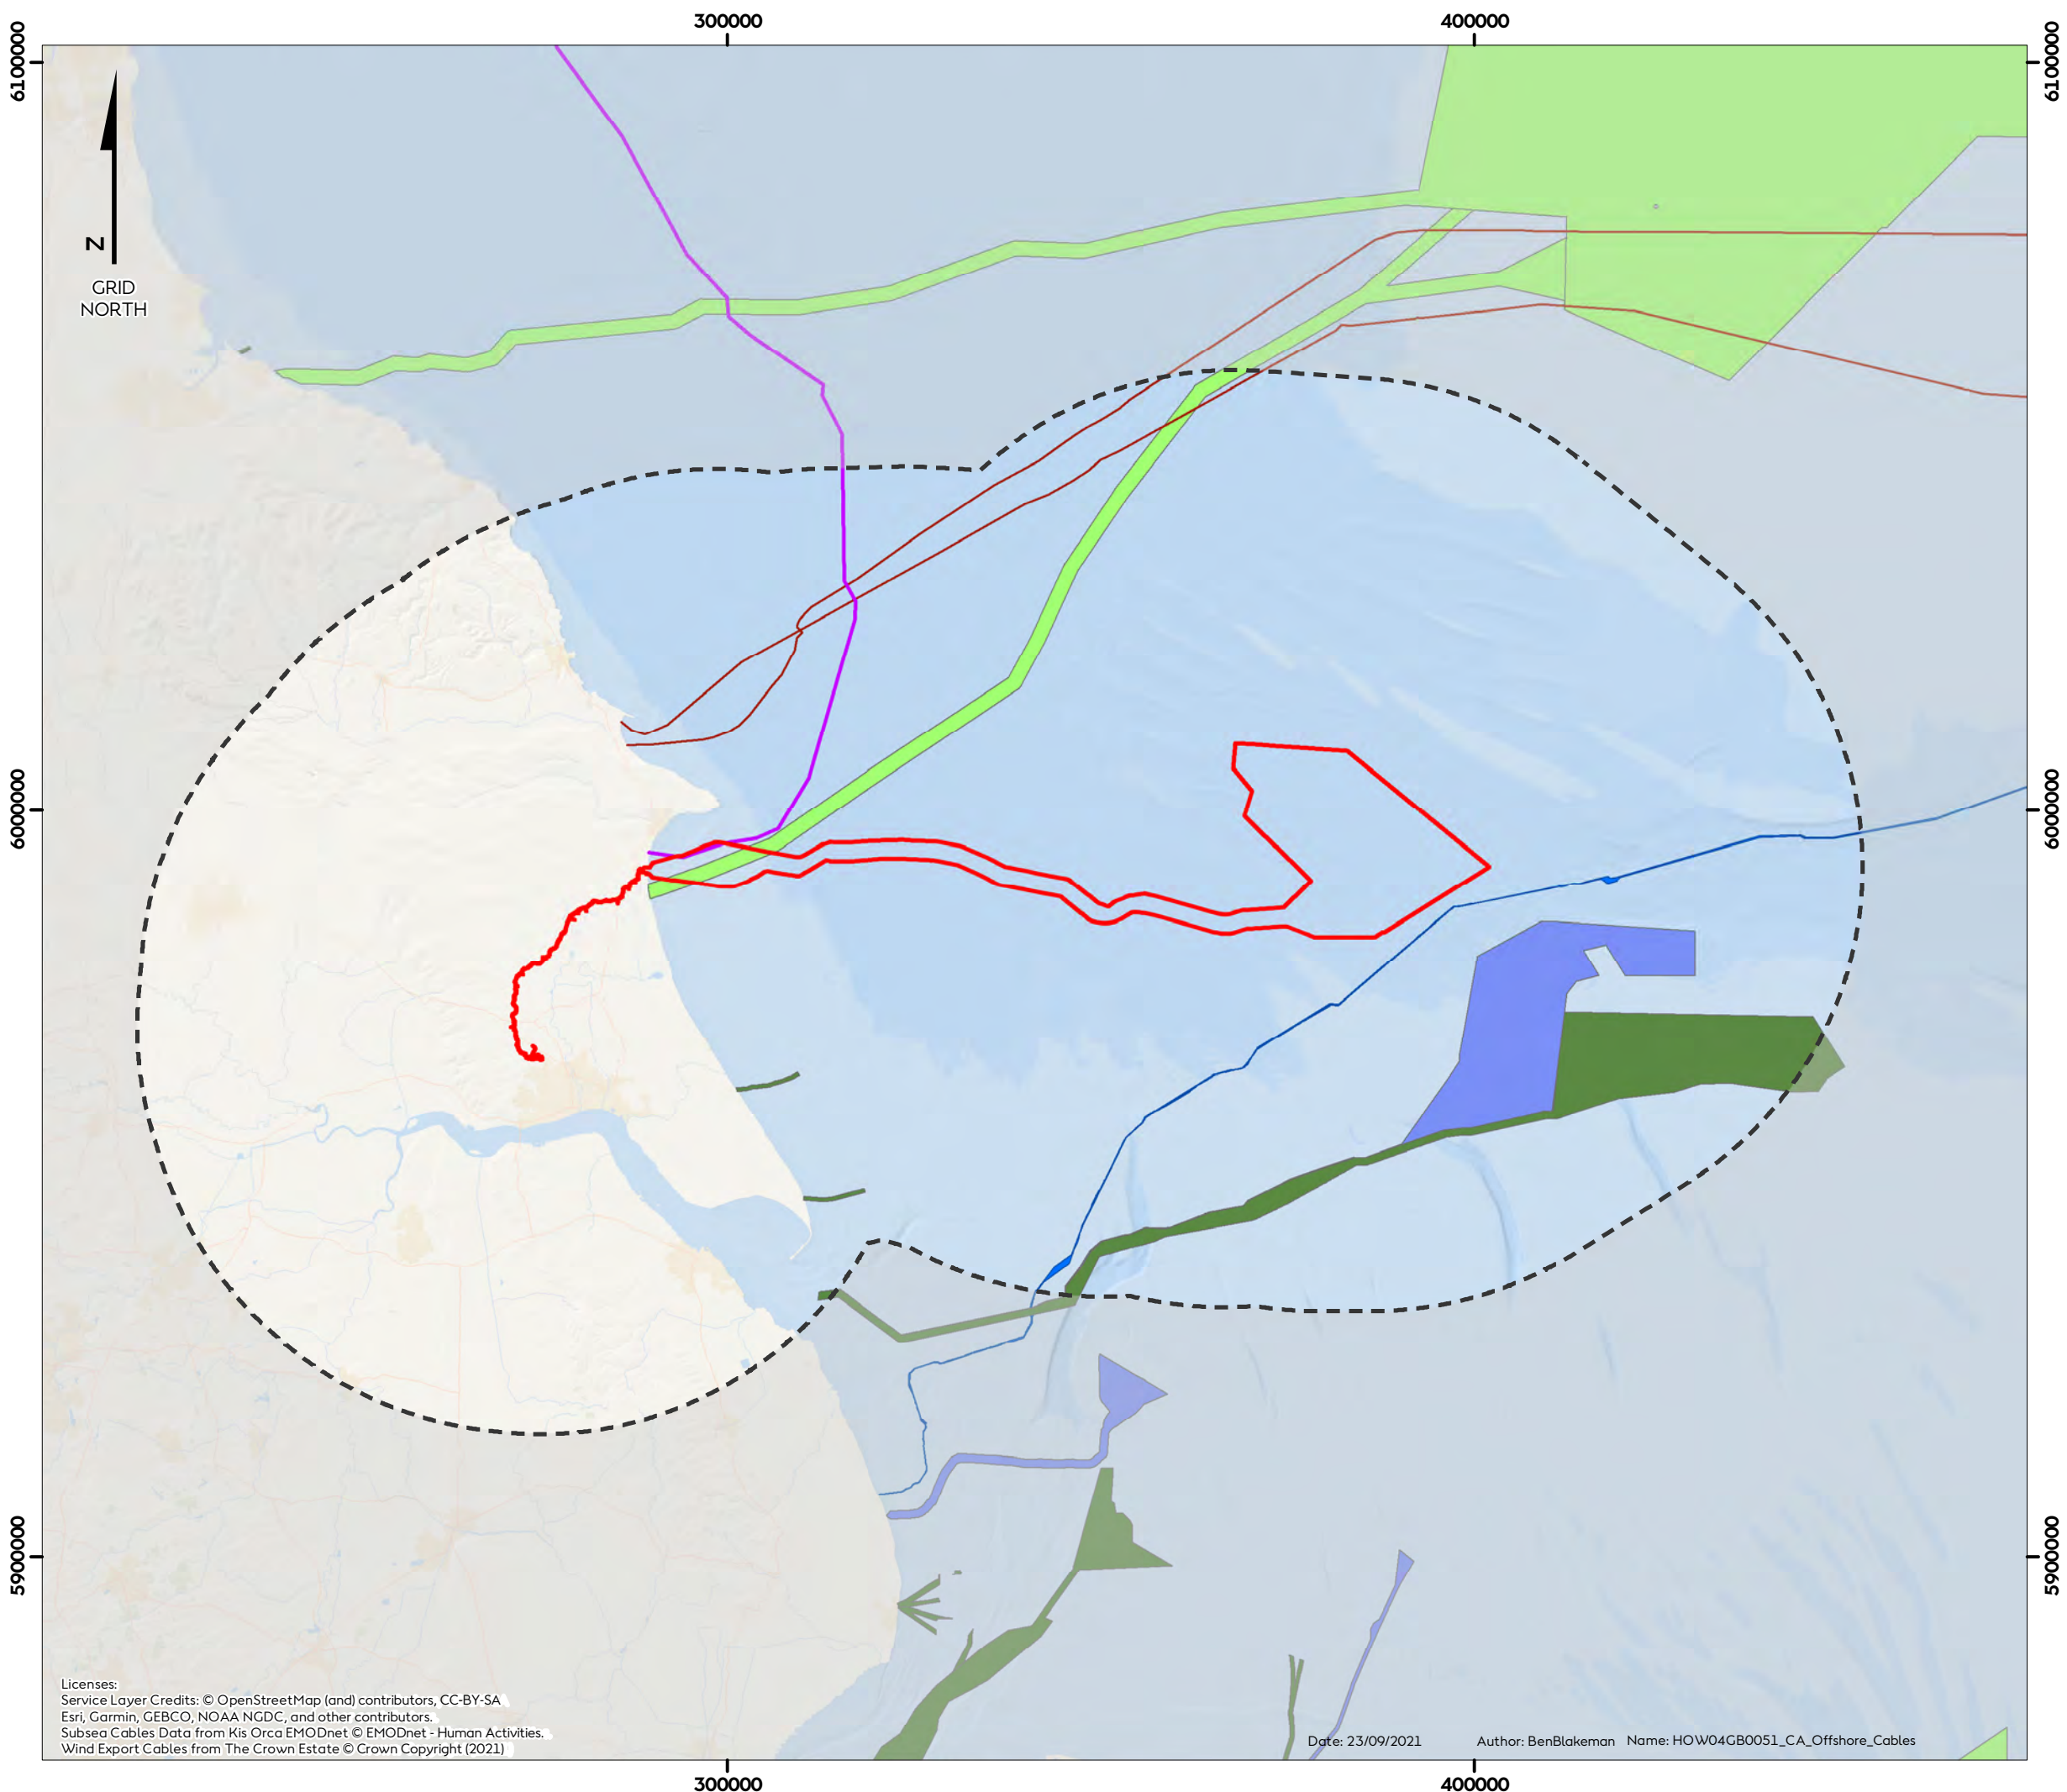 300000
400000
6100000
6100000
N
GRID
NORTH
6000000
6000000
5900000
5900000
Licenses:
Service Layer Credits: © OpenStreetMap (and) contributors, CC-BY-SA
Esri, Garmin, GEBCO, NOAA NGDC, and other contributors.
Subsea Cables Data from Kis Orca EMODnet © EMODnet - Human Activities.
Wind Export Cables from The Crown Estate © Crown Copyright (2021)
Date: 23/09/2021
Author: BenBlakeman
Name: HOW04GB0051_CA_Offshore_Cables
300000
400000